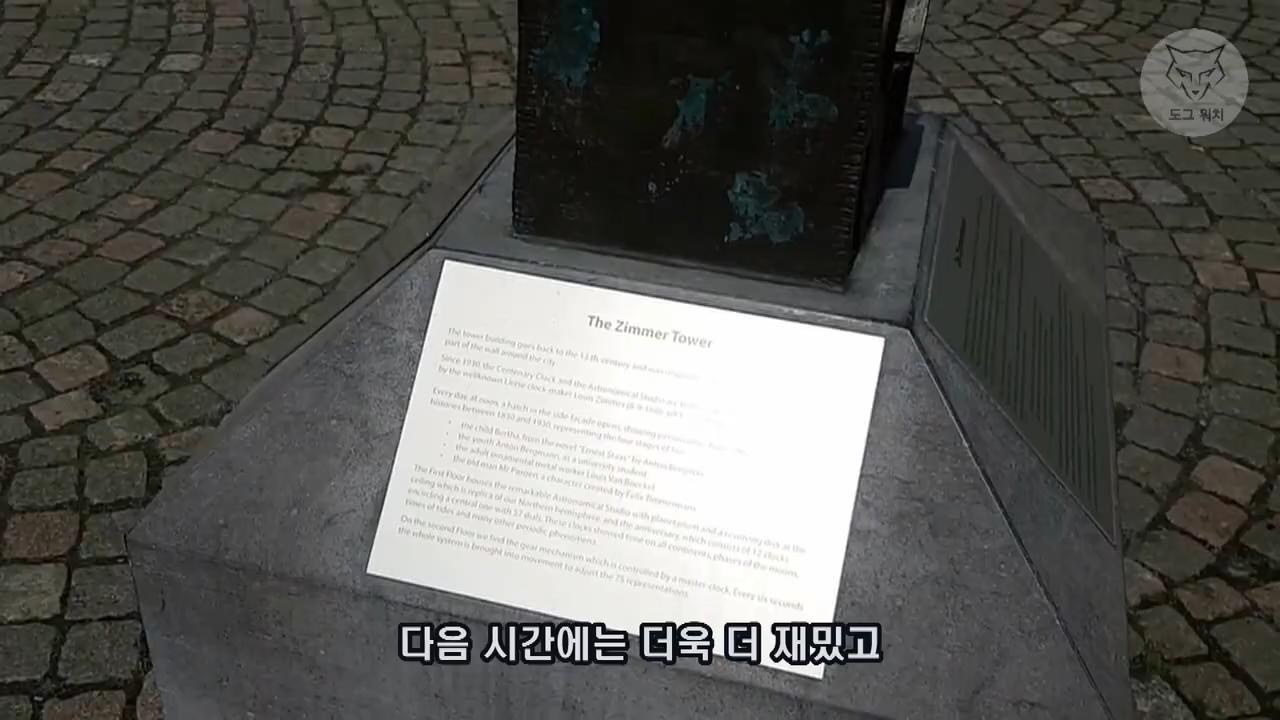 도그 워치
The Zimmer Tower
The tower building goes back to the 13 th century and was
part of the wall around the city.
Since 1930, the Centenary Clock and the Astronomical Studio
by the wellknown Lierse clock-maker Louis Zimmer
Every day at noon, a hatch in the side-façade opens, showing
histories between 1830 and 1930, representing the four stages of
· the child Bertha, from the novel "Ernest Staes" by Anton Bergmann
· the youth Anton Bergmann, as a university student
· the adult ornamental metal worker Louis Van Boeckel
· the old man Mr Pirroen, a character created by Felix Timmermans
The First Floor houses the remarkable Astronomical Studio with planetarium and a revolving disk at the
ceiling which is replica of our Northern hemisphere and the anniversary, which consists of 12 clocks
encircling a central one with 57 dials. These clocks showed time on all continents, phases of the moons,
times of tides and many other periodic phenomena.
On the second Floor we find the gear mechanism which is controlled by a master-clock. Every six seconds
the whole system is brought into movement to adjust the 75 representations.
다음 시간에는 더욱 더 재밌고